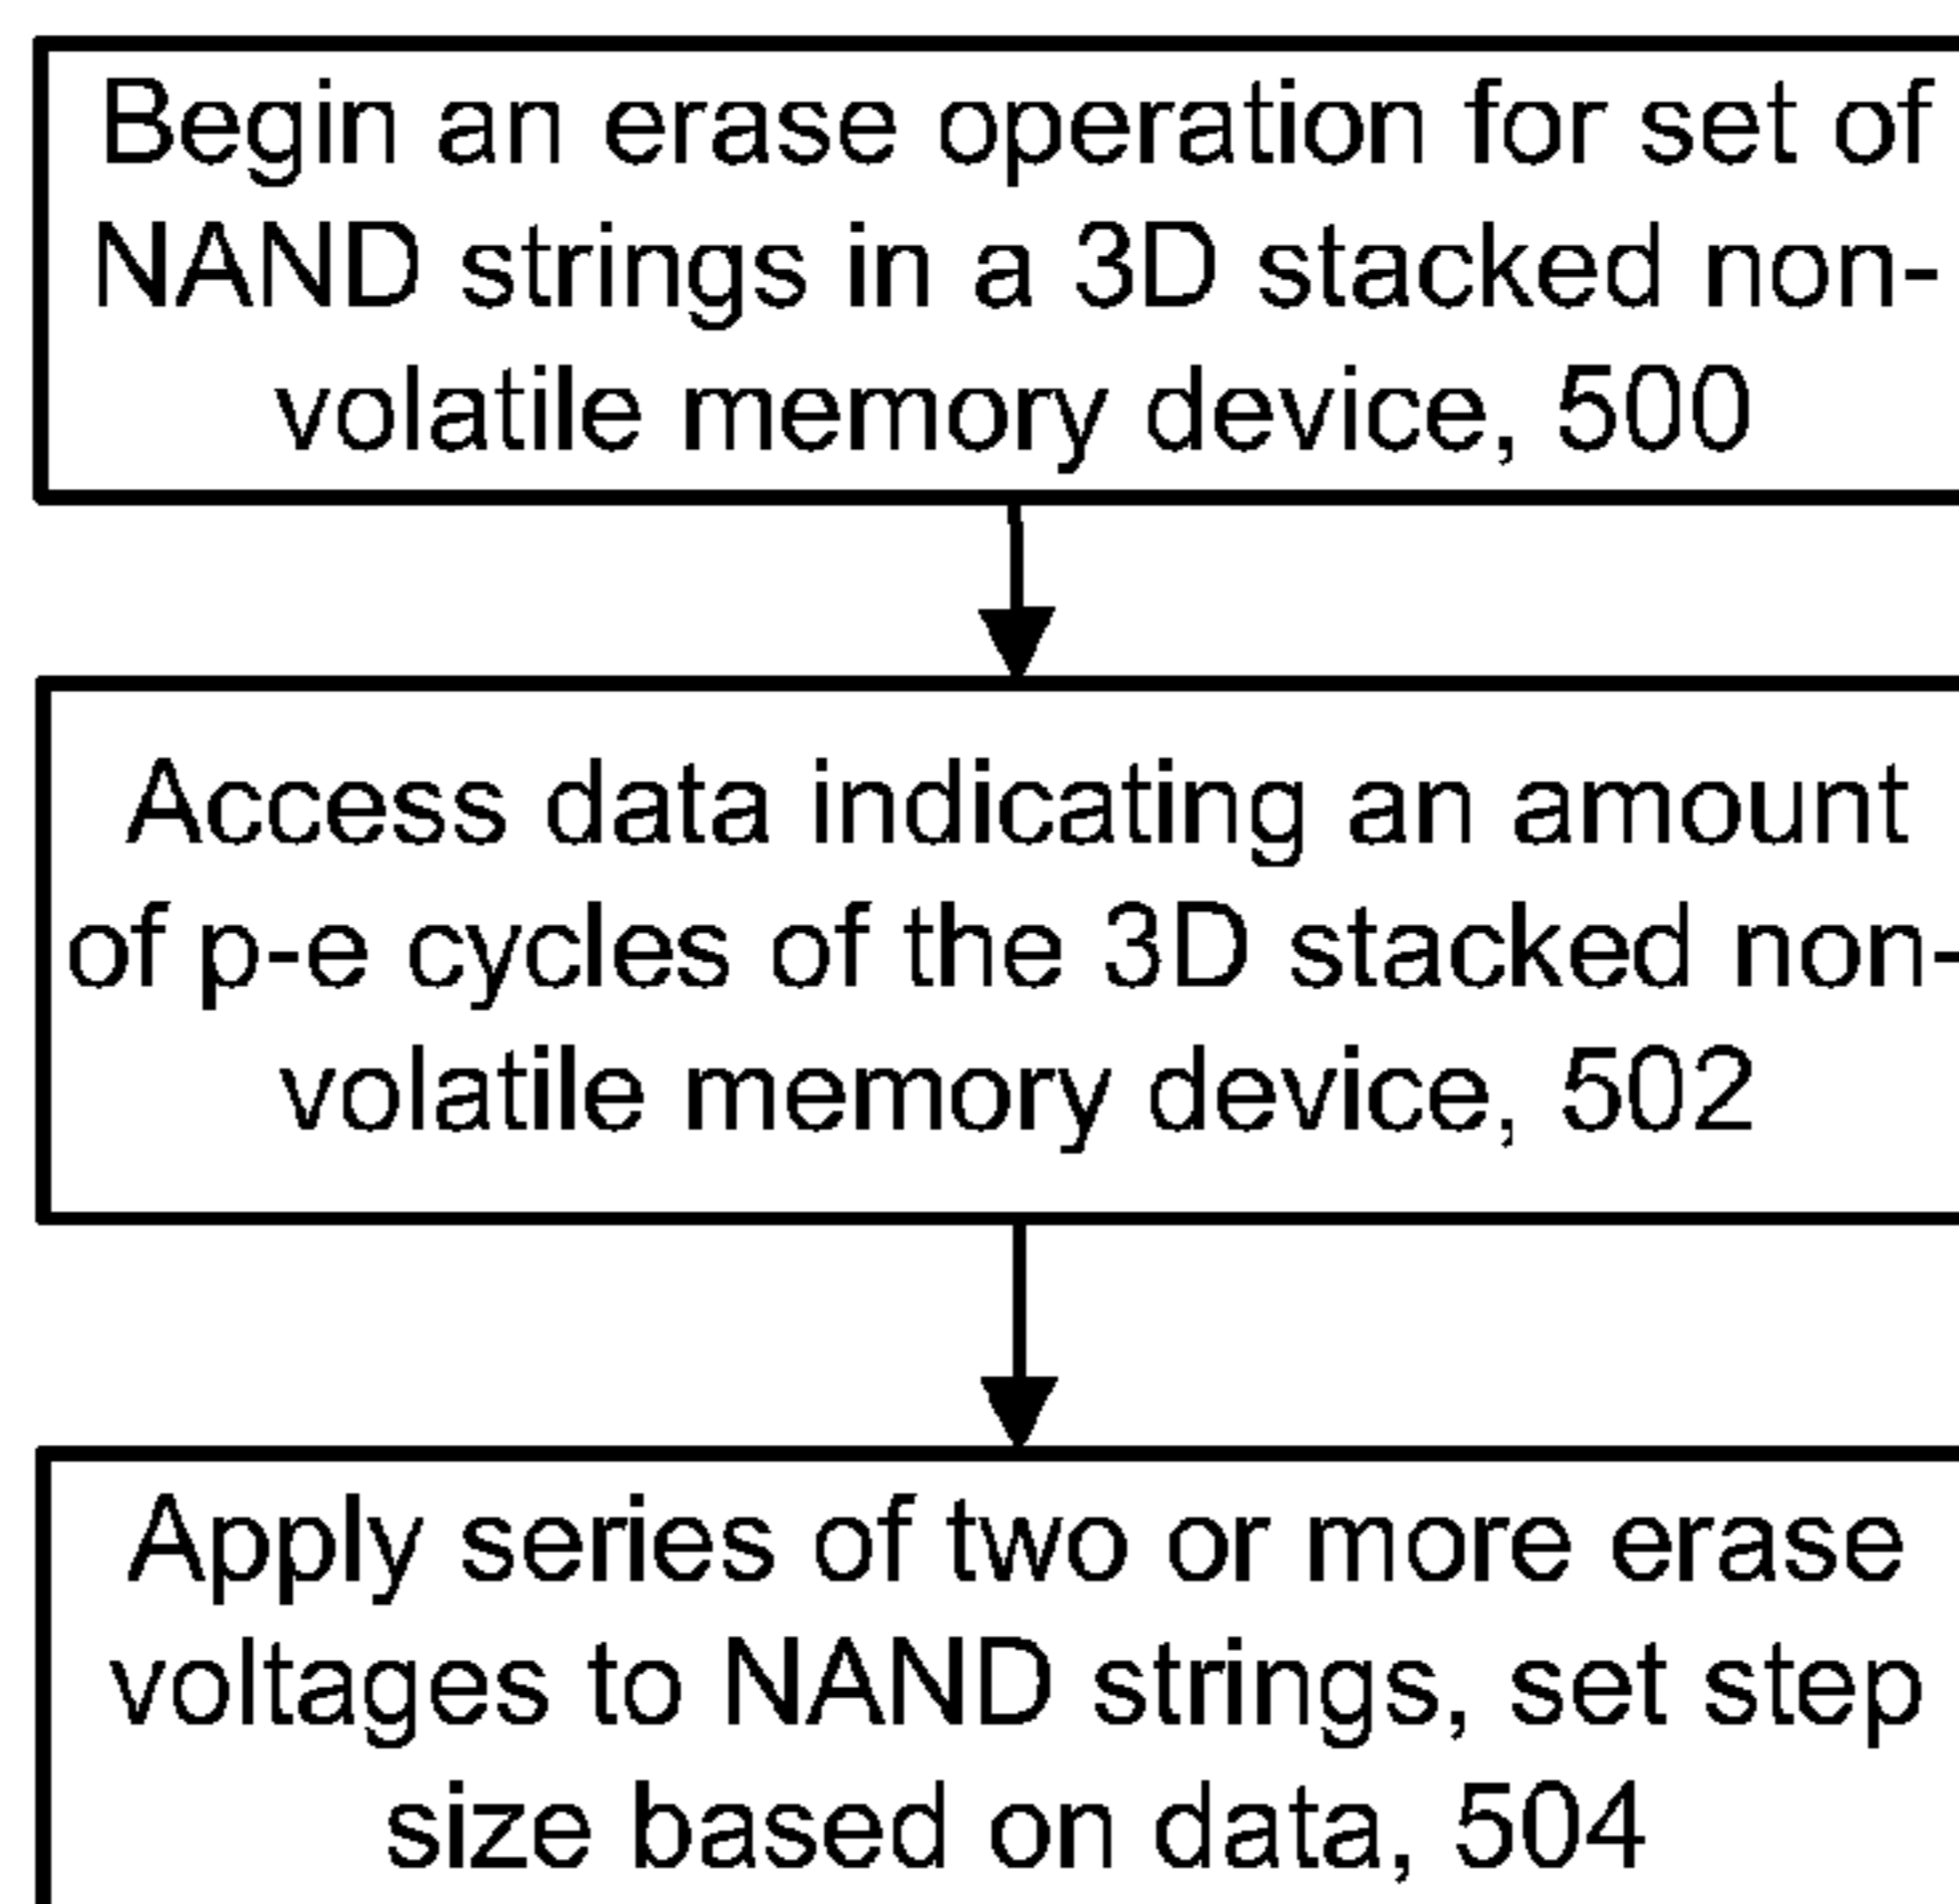 Begin an erase operation for set of
NAND strings in a 3D stacked non-
volatile memory device, 500
Access data indicating an amount
of p-e cycles of the 3D stacked non-
volatile memory device, 502
Apply series of two or more erase
voltages to NAND strings, set step
size based on data, 504